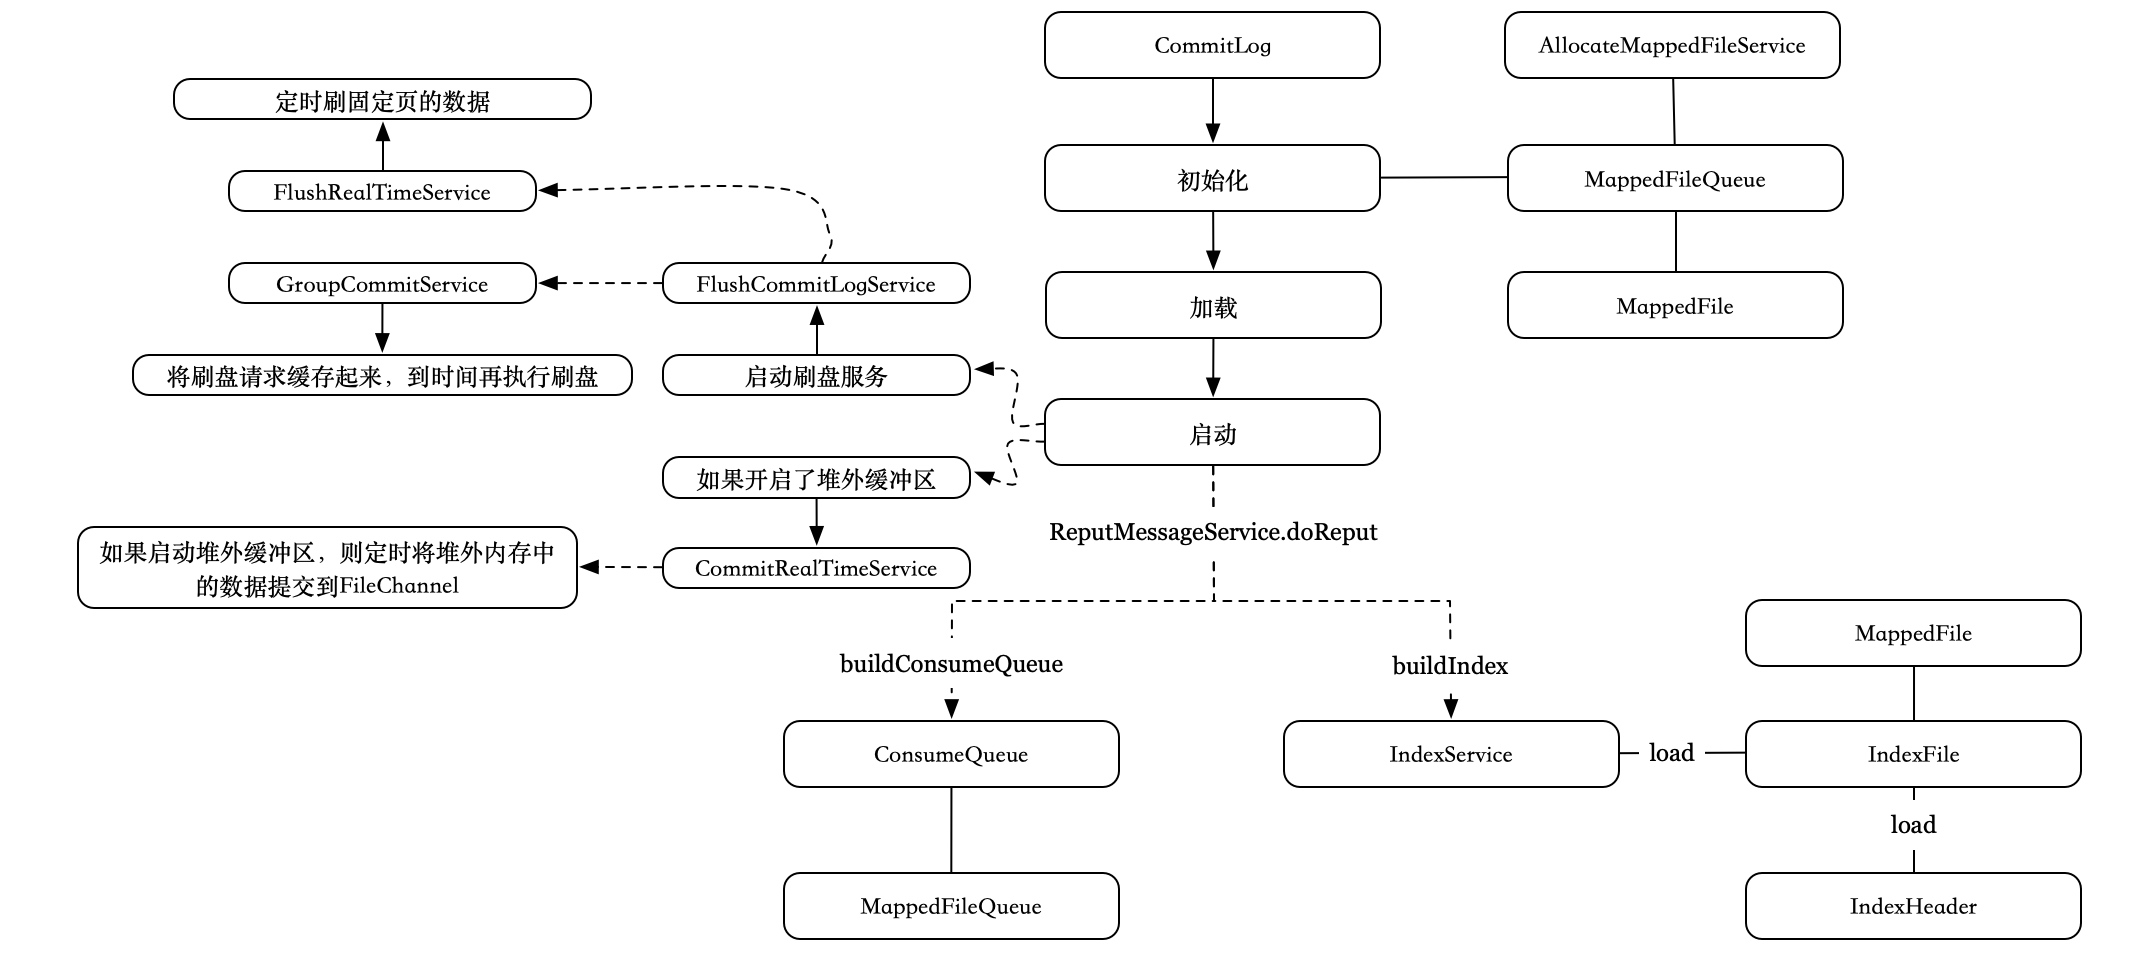 CommitLog
AllocateMappedFileService
定时刷固定页的数据
FlushRealTimeService
初始化
MappedFileQueue
GroupCommitService
FlushCommitLogService
加载
MappedFile
将刷盘请求缓存起来，到时间再执行刷盘
启动刷盘服务
启动
如果开启了堆外缓冲区
ReputMessageService.doReput
如果启动堆外缓冲区，则定时将堆外内存中
的数据提交到FileChannel
CommitRealTimeService
MappedFile
buildConsumeQueue
buildIndex
ConsumeQueue
IndexService
load
IndexFile
load
MappedFileQueue
IndexHeader